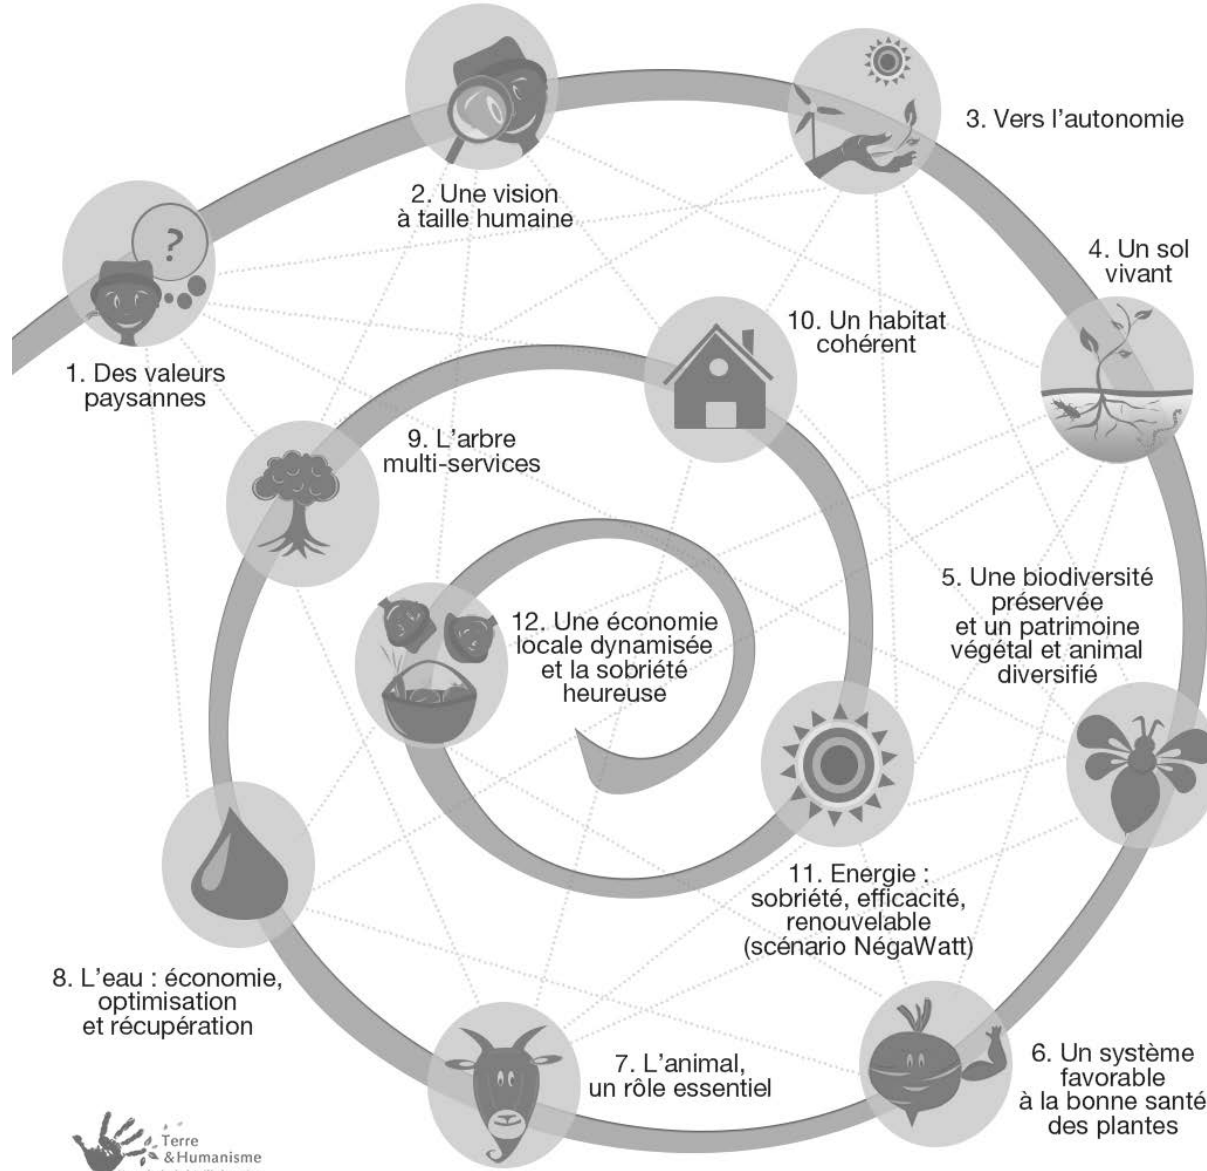 1. Des valeurs
paysannes
?
2. Une vision
à taille humaine
3. Vers l'autonomie
4. Un sol
vivant
5. Une biodiversité
préservée
et un patrimoine
végétal et animal
diversifié
6. Un système
favorable
à la bonne santé
des plantes
7. L'animal,
un rôle essentiel
8. L'eau : économie,
optimisation
et récupération
9. L'arbre
multi-services
10. Un habitat
cohérent
11. Energie :
sobriété, efficacité,
renouvelable
(scénario NégaWatt)
12. Une économie
locale dynamisée
et la sobriété
heureuse
Terre
& Humanisme